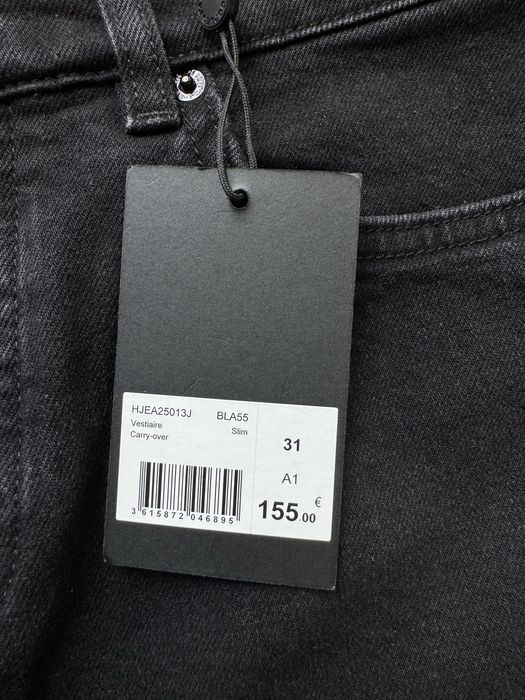 HJEA25013J BLA55
Vestiaire Slim
Carry-over
31
A1
155.00 €
3 615872 046895